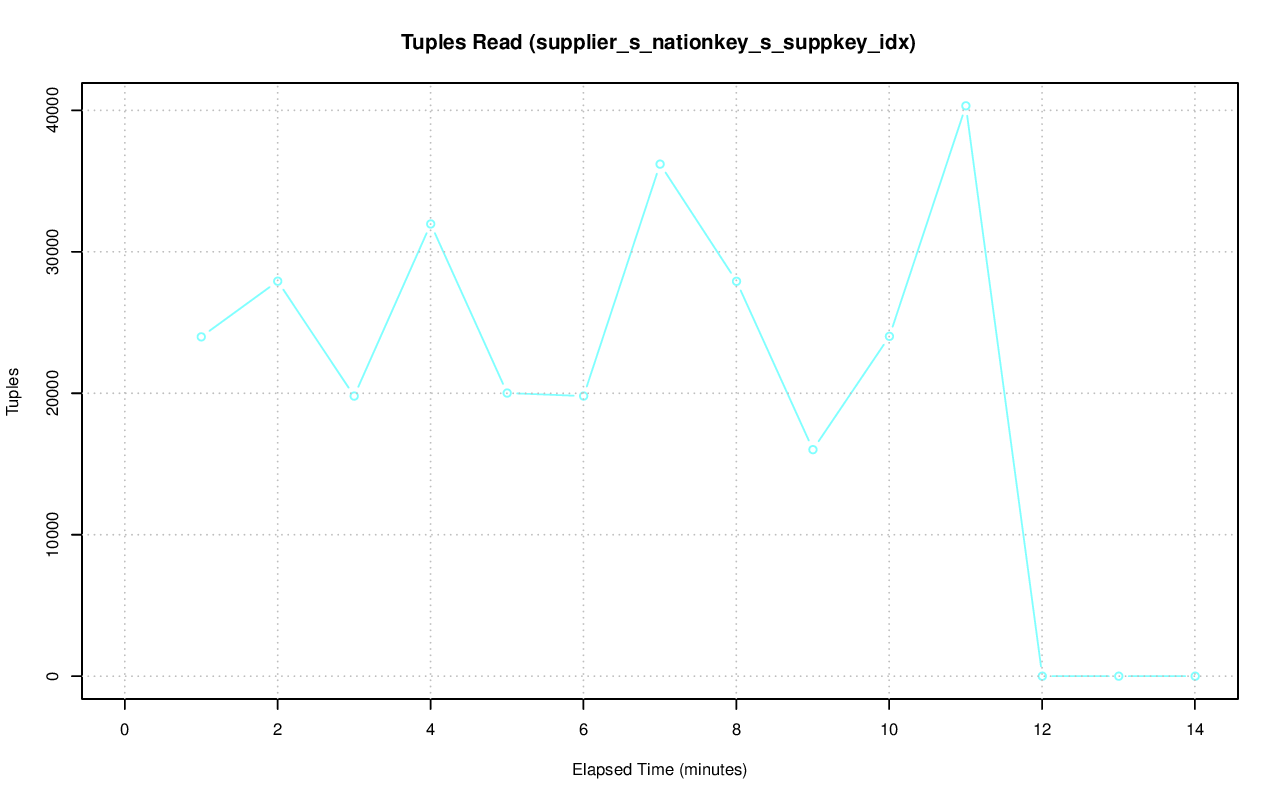 Tuples Read (supplier_s_nationkey_s_suppkey_idx)
Tuples
40000
30000
20000
10000
0
0 2 4 6 8 10 12 14
Elapsed Time (minutes)